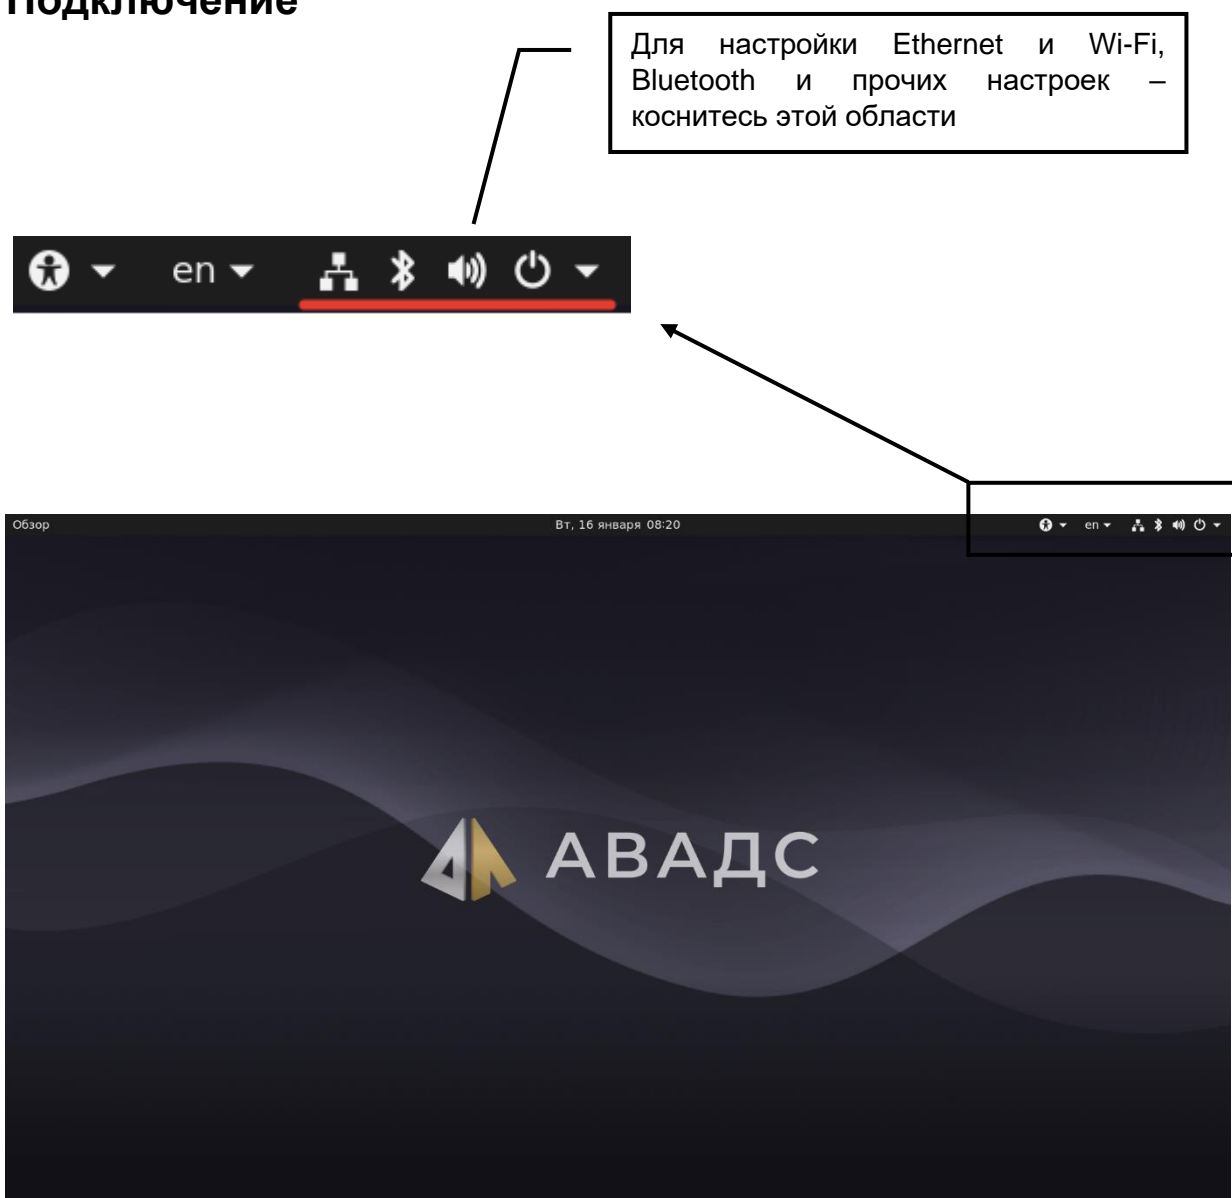 Подключение
Для настройки Ethernet и Wi-Fi,
Bluetooth и прочих настроек –
коснитесь этой области
en
Обзор
Вт, 16 января 08:20
en
АВАДС